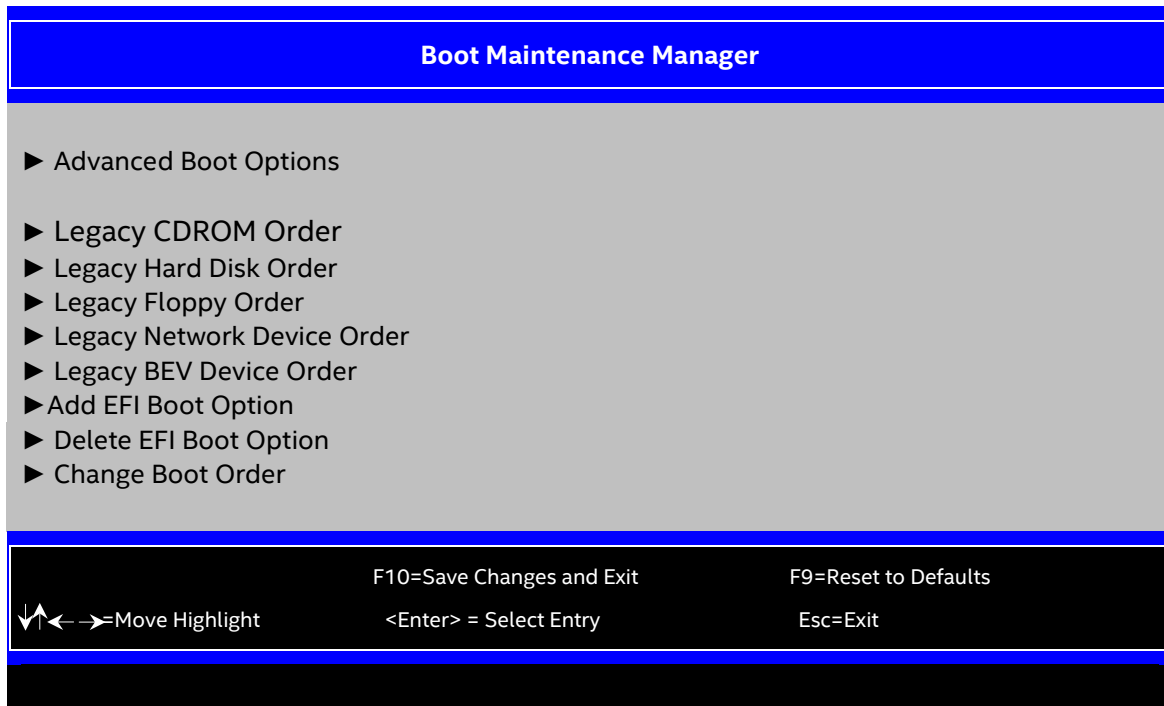 Boot Maintenance Manager
► Advanced Boot Options
► Legacy CDROM Order
► Legacy Hard Disk Order
► Legacy Floppy Order
► Legacy Network Device Order
► Legacy BEV Device Order
►Add EFI Boot Option
► Delete EFI Boot Option
► Change Boot Order
F10=Save Changes and Exit F9=Reset to Defaults
↓↑←→=Move Highlight <Enter> = Select Entry Esc=Exit